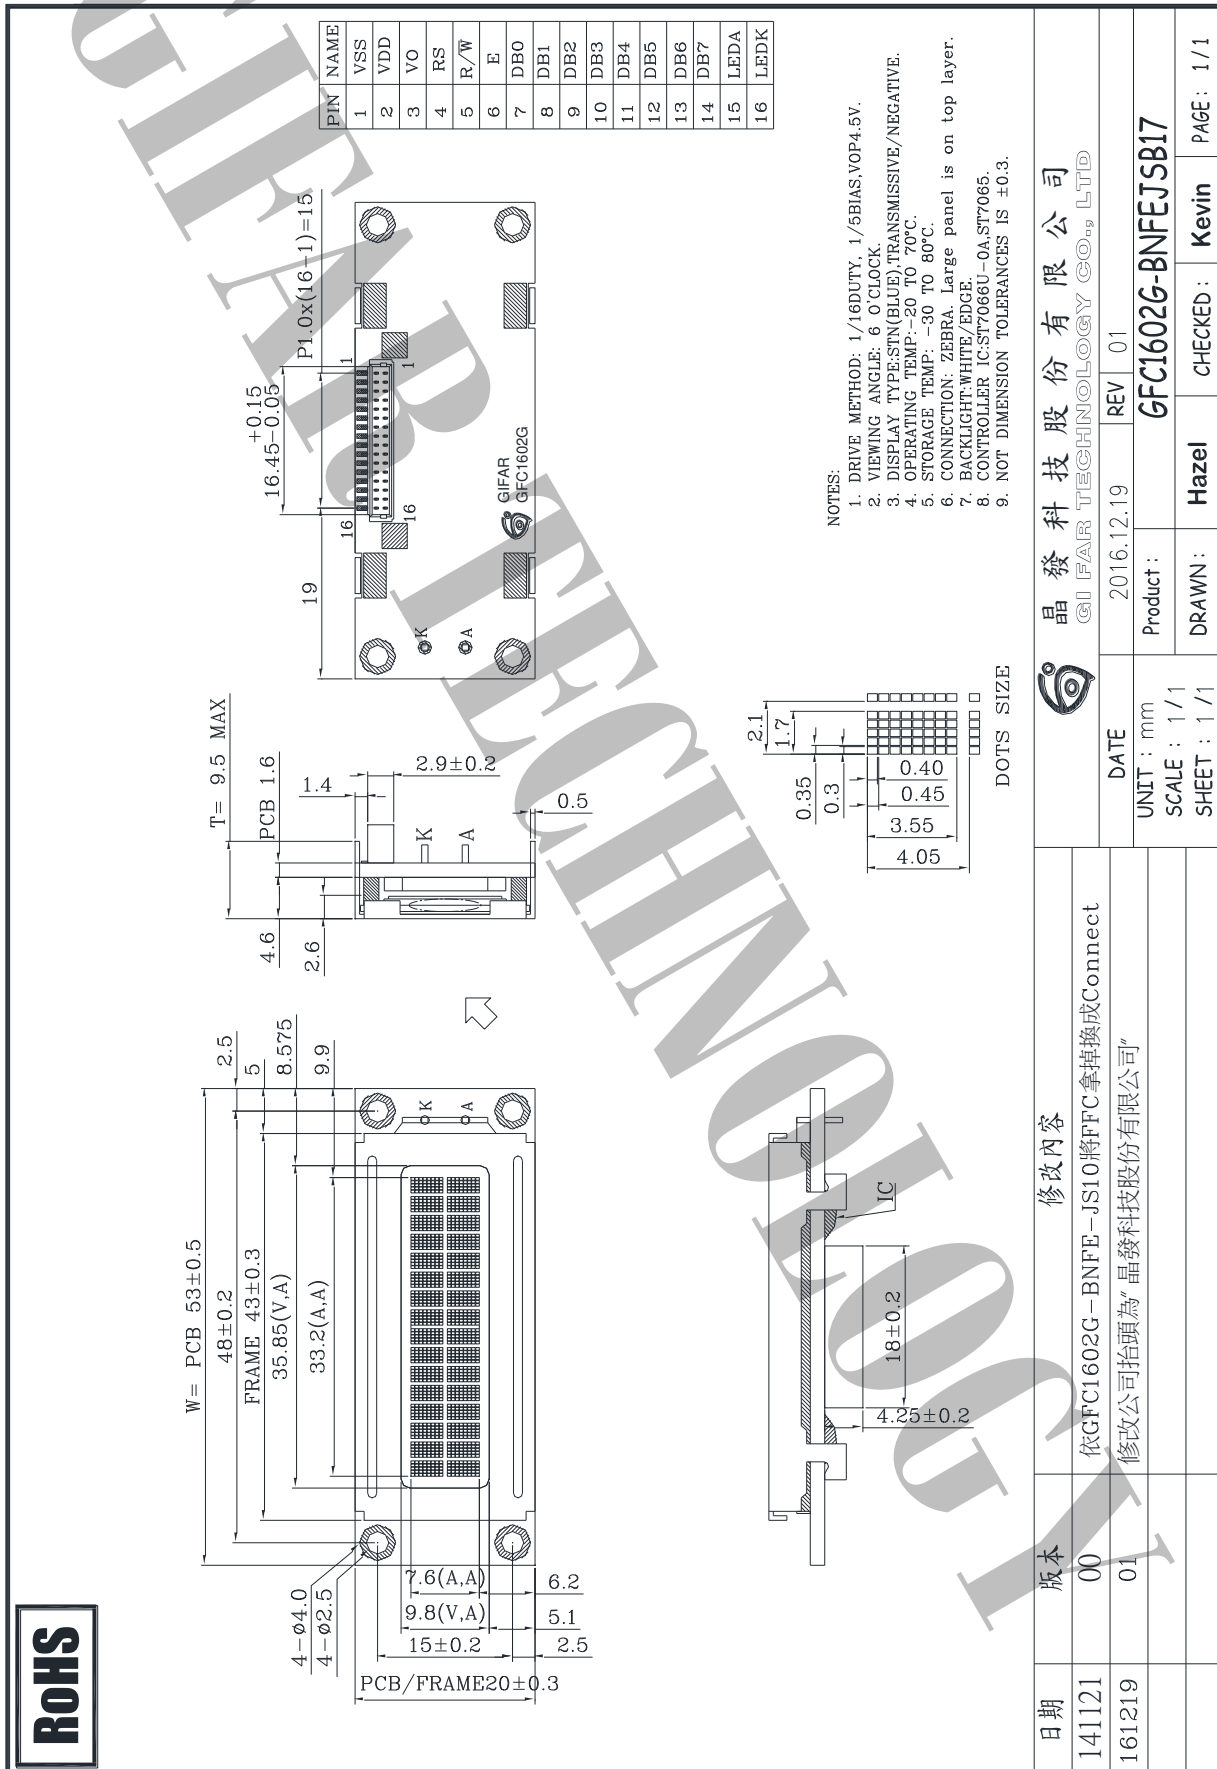 RoHS
W= PCB 53±0.5
48±0.2
FRAME 43±0.3
35.85(V,A)
33.2(A,A)
2.5
5
8.575
9.9
4-ø4.0
4-ø2.5
K
A
7.6(A,A)
9.8(V,A)
15±0.2
PCB/FRAME20±0.3
6.2
5.1
2.5
T= 9.5 MAX
PCB 1.6
1.4
2.9±0.2
4.6
2.6
0.5
K
A
19
16.45
+0.15
-0.05
P1.0x(16-1)=15
16
1
16
1
K
A
GIFAR
GFC1602G
PIN NAME
1 VSS
2 VDD
3 VO
4 RS
5 R/W̅
6 E
7 DB0
8 DB1
9 DB2
10 DB3
11 DB4
12 DB5
13 DB6
14 DB7
15 LEDA
16 LEDK
IC
18±0.2
4.25±0.2
2.1
1.7
0.35
0.3
0.40
0.45
3.55
4.05
DOTS SIZE
NOTES:
1. DRIVE METHOD: 1/16DUTY, 1/5BIAS,VOP4.5V.
2. VIEWING ANGLE: 6 O'CLOCK.
3. DISPLAY TYPE:STN(BLUE),TRANSMISSIVE/NEGATIVE.
4. OPERATING TEMP:-20 TO 70°C.
5. STORAGE TEMP: -30 TO 80°C.
6. CONNECTION: ZEBRA. Large panel is on top layer.
7. BACKLIGHT:WHITE/EDGE.
8. CONTROLLER IC:ST7066U-0A,ST7065.
9. NOT DIMENSION TOLERANCES IS ±0.3.
日期 版本 修改內容
141121 00 依GFC1602G-BNFE-JS10將FFC拿掉換成Connect
161219 01 修改公司抬頭為"晶發科技股份有限公司"
晶發科技股份有限公司
GI FAR TECHNOLOGY CO., LTD
DATE 2016.12.19 REV 01
UNIT : mm
SCALE : 1/1
SHEET : 1/1
Product : GFC1602G-BNFEJSB17
DRAWN : Hazel CHECKED : Kevin PAGE : 1/1
GIFAR TECHNOLOGY